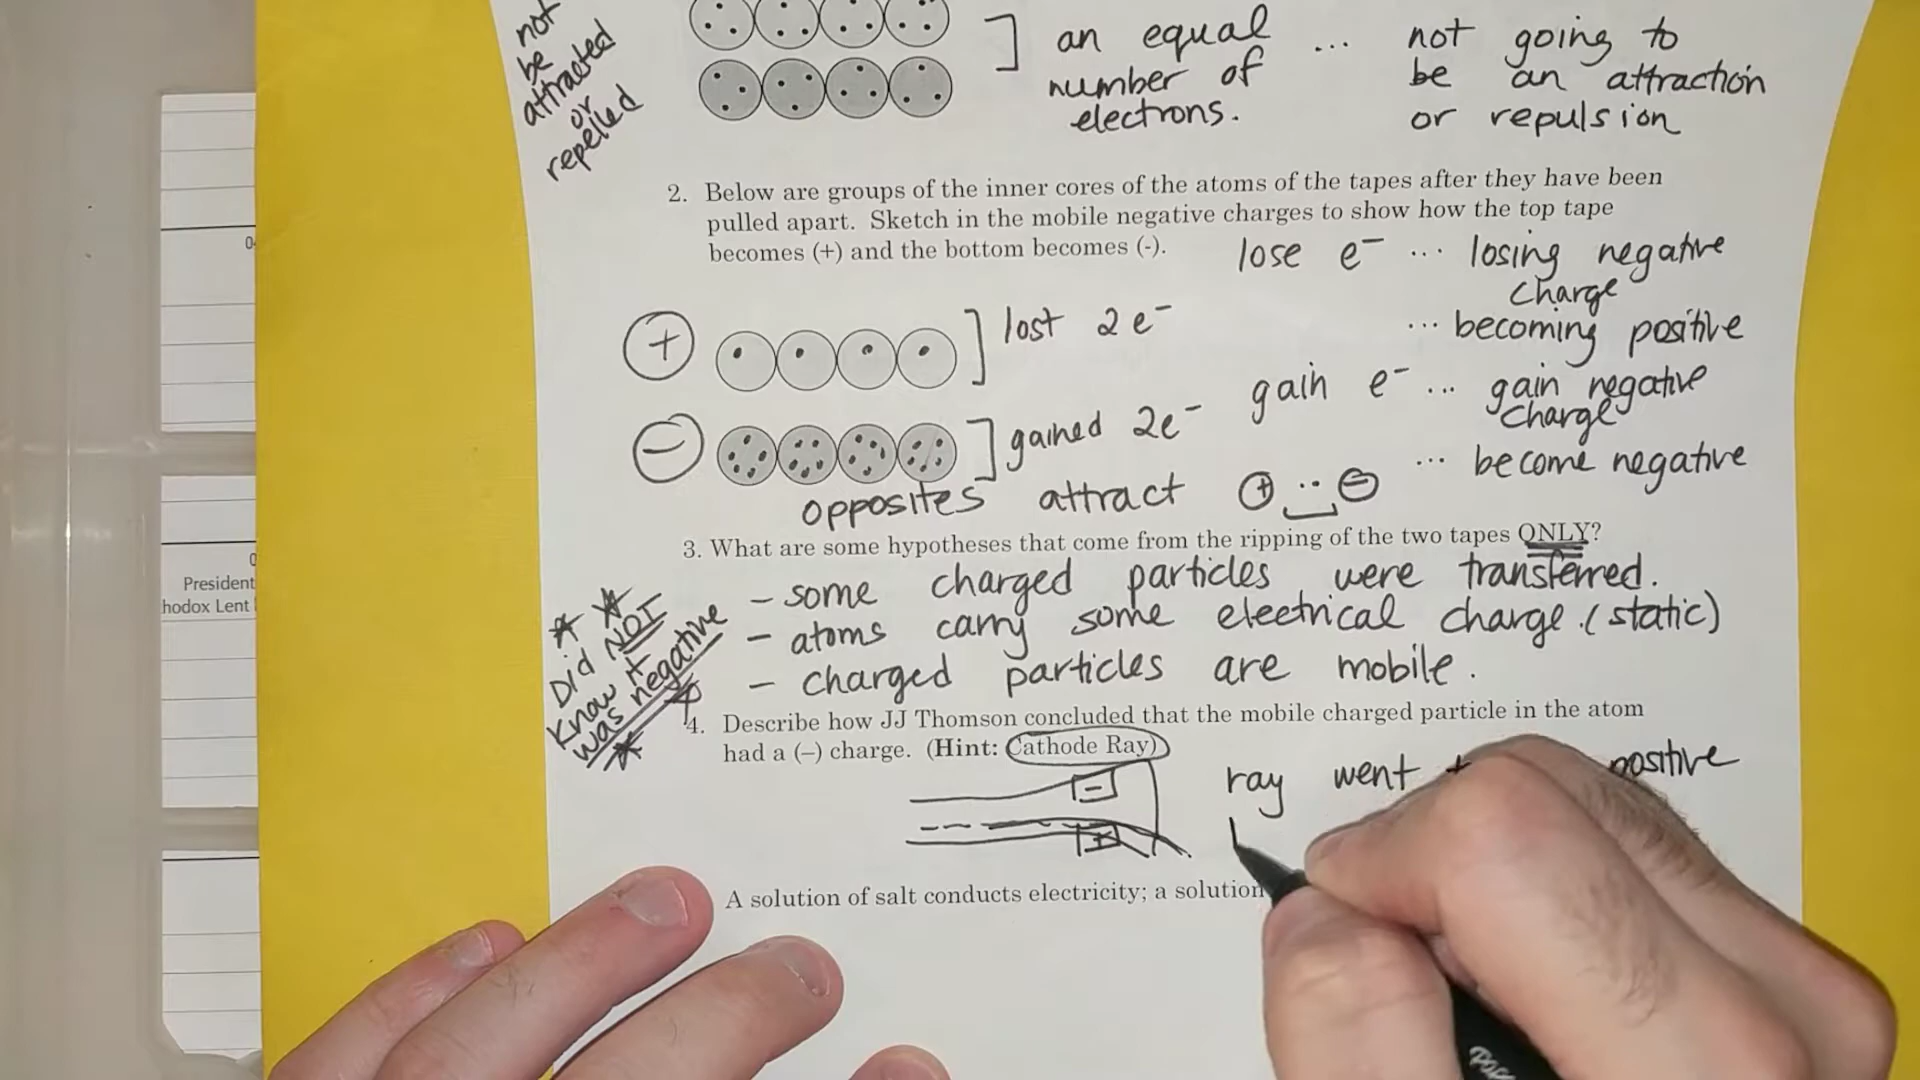 not
be
attracted
or
repelled
an equal ... not going to
number of be an attraction
electrons. or repulsion
2. Below are groups of the inner cores of the atoms of the tapes after they have been
pulled apart. Sketch in the mobile negative charges to show how the top tape
becomes (+) and the bottom becomes (-).
lose e⁻ ... losing negative
charge
... becoming positive
+ lost 2e⁻
gain e⁻ ... gain negative
charge
... become negative
− gained 2e⁻
opposites attract + ·· −
3. What are some hypotheses that come from the ripping of the two tapes ONLY?
- some charged particles were transferred.
- atoms carry some electrical charge. (static)
- charged particles are mobile.
Did NOT
know it
was negative
4. Describe how JJ Thomson concluded that the mobile charged particle in the atom
had a (–) charge. (Hint: Cathode Ray)
−
+
ray went positive
A solution of salt conducts electricity; a solution
President
hodox Lent
0
0